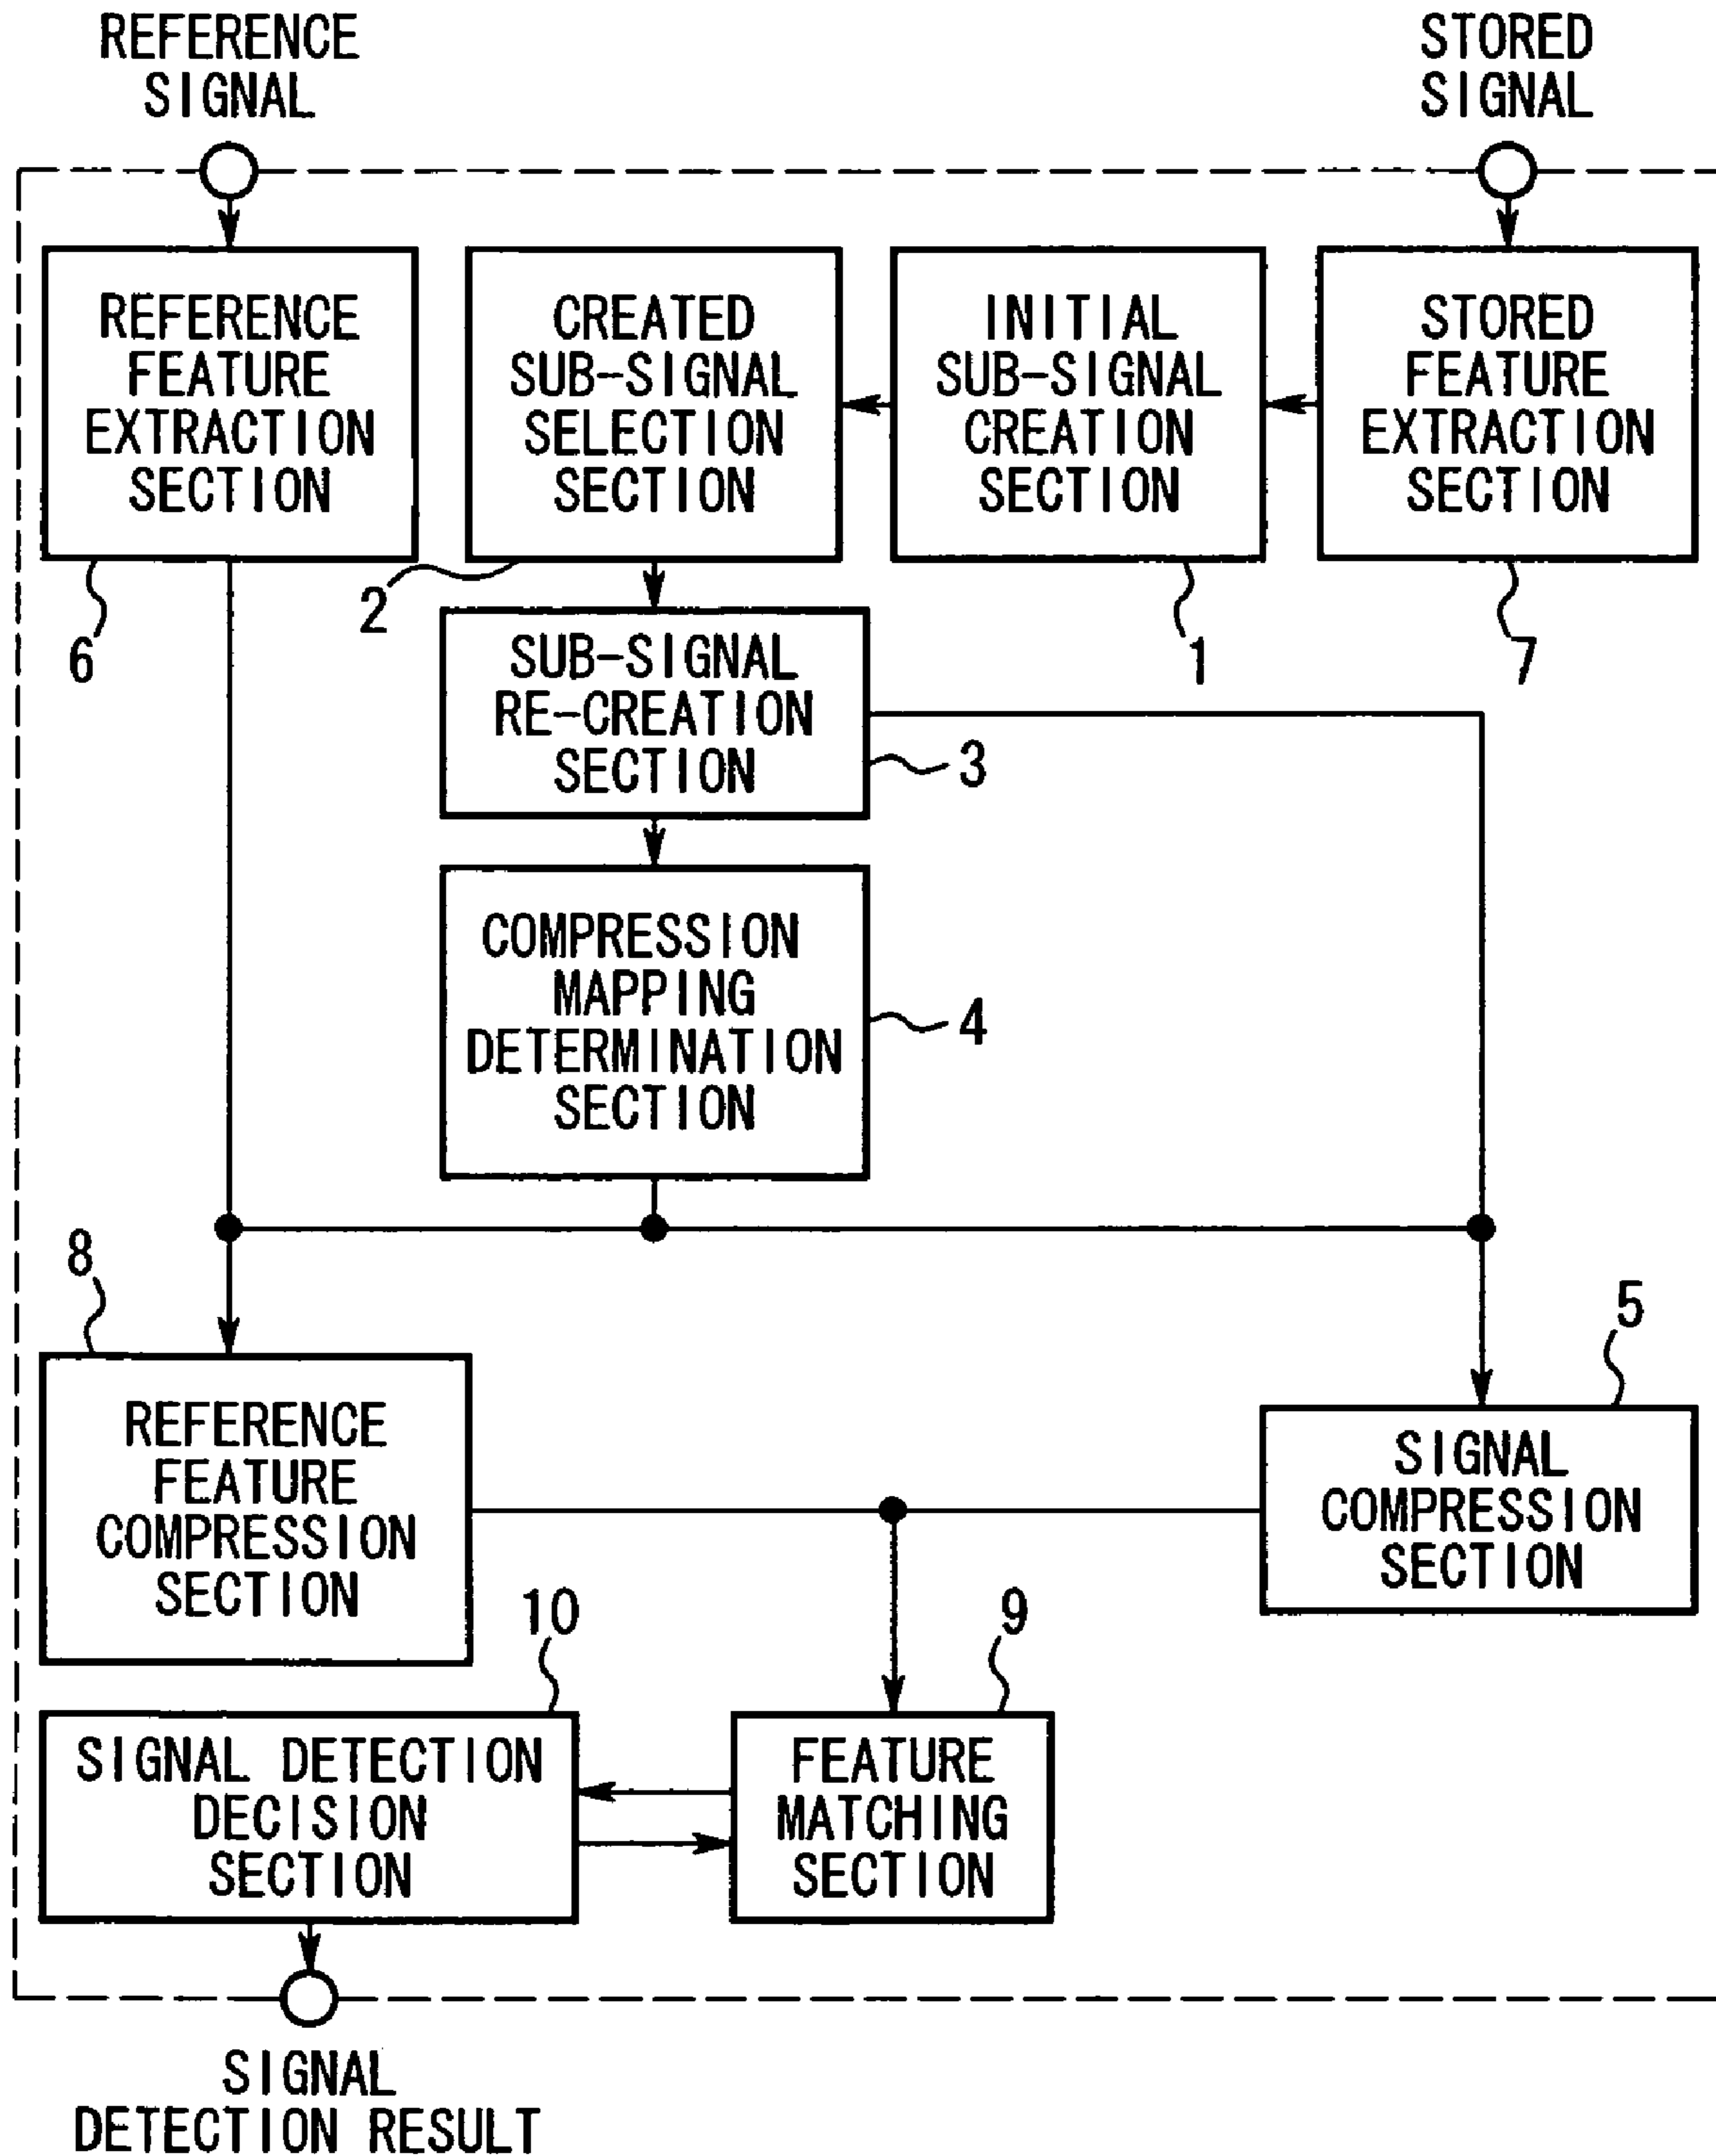 REFERENCE
SIGNAL
STORED
SIGNAL
REFERENCE
FEATURE
EXTRACTION
SECTION
CREATED
SUB-SIGNAL
SELECTION
SECTION
INITIAL
SUB-SIGNAL
CREATION
SECTION
STORED
FEATURE
EXTRACTION
SECTION
6
2
1
7
SUB-SIGNAL
RE-CREATION
SECTION
3
COMPRESSION
MAPPING
DETERMINATION
SECTION
4
8
5
REFERENCE
FEATURE
COMPRESSION
SECTION
SIGNAL
COMPRESSION
SECTION
10
9
SIGNAL DETECTION
DECISION
SECTION
FEATURE
MATCHING
SECTION
SIGNAL
DETECTION RESULT